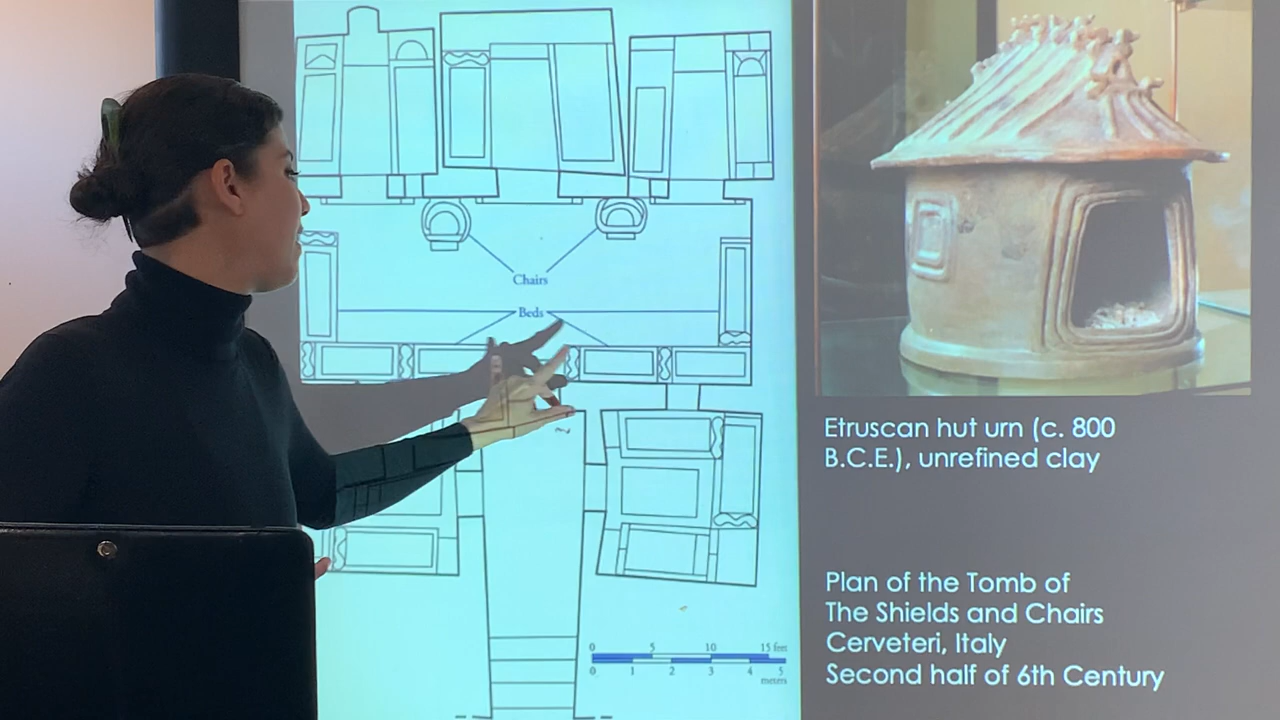 Chairs
Beds
0 5 10 15 feet
0 1 2 3 4 5
meters
Etruscan hut urn (c. 800
B.C.E.), unrefined clay
Plan of the Tomb of
The Shields and Chairs
Cerveteri, Italy
Second half of 6th Century